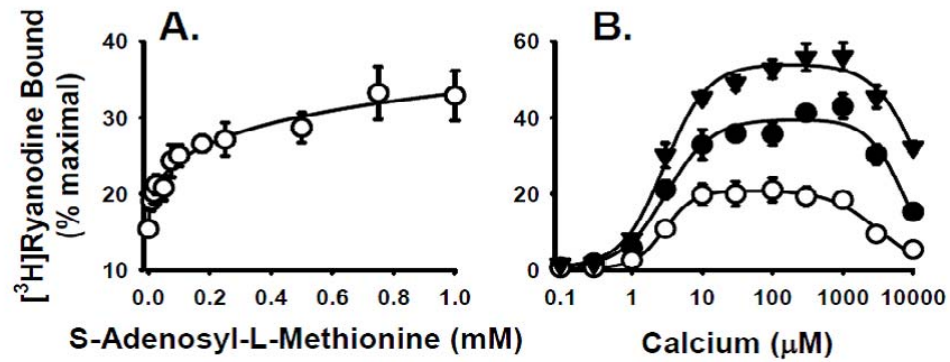 A.
B.
[³H]Ryanodine Bound
(% maximal)
40
30
20
10
0.0 0.2 0.4 0.6 0.8 1.0
S-Adenosyl-L-Methionine (mM)
60
40
20
0
0.1 1 10 100 1000 10000
Calcium (μM)